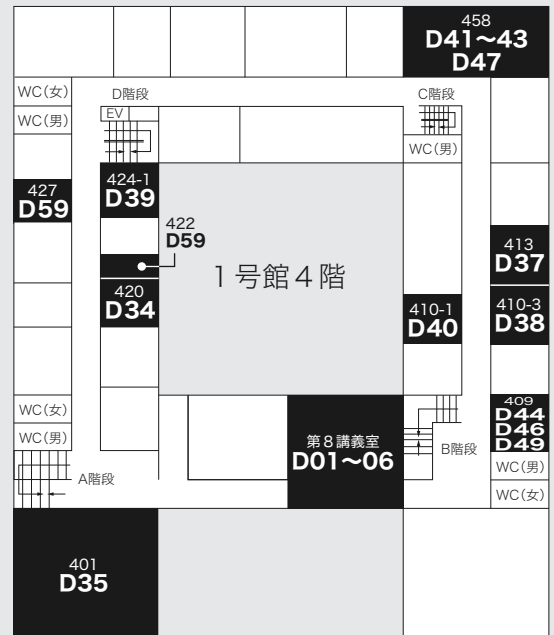 458
D41〜43
D47
WC(女)
D階段
C階段
WC(男)
EV
WC(男)
424-1
D39
427
D59
422
D59
413
D37
1号館4階
420
D34
410-1
D40
410-3
D38
WC(女)
409
D44
D46
D49
WC(男)
第8講義室
D01〜06
B階段
WC(男)
A階段
WC(女)
401
D35